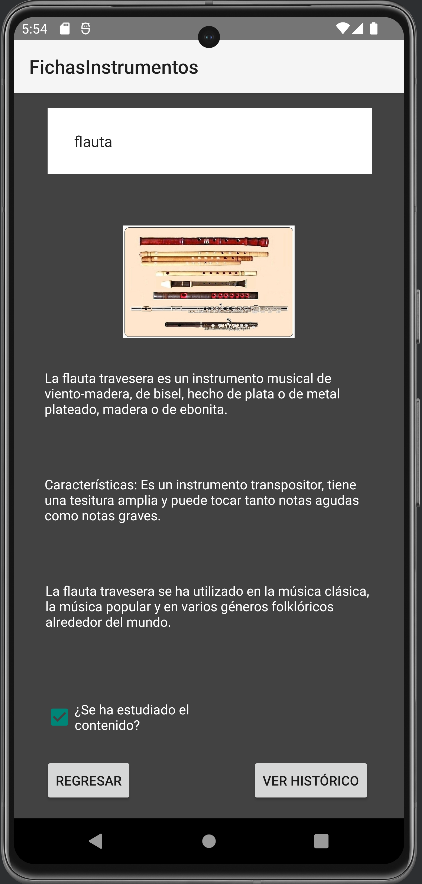 5:54
FichasInstrumentos
flauta
La flauta travesera es un instrumento musical de
viento-madera, de bisel, hecho de plata o de metal
plateado, madera o de ebonita.
Características: Es un instrumento transpositor, tiene
una tesitura amplia y puede tocar tanto notas agudas
como notas graves.
La flauta travesera se ha utilizado en la música clásica,
la música popular y en varios géneros folklóricos
alrededor del mundo.
¿Se ha estudiado el
contenido?
REGRESAR
VER HISTÓRICO